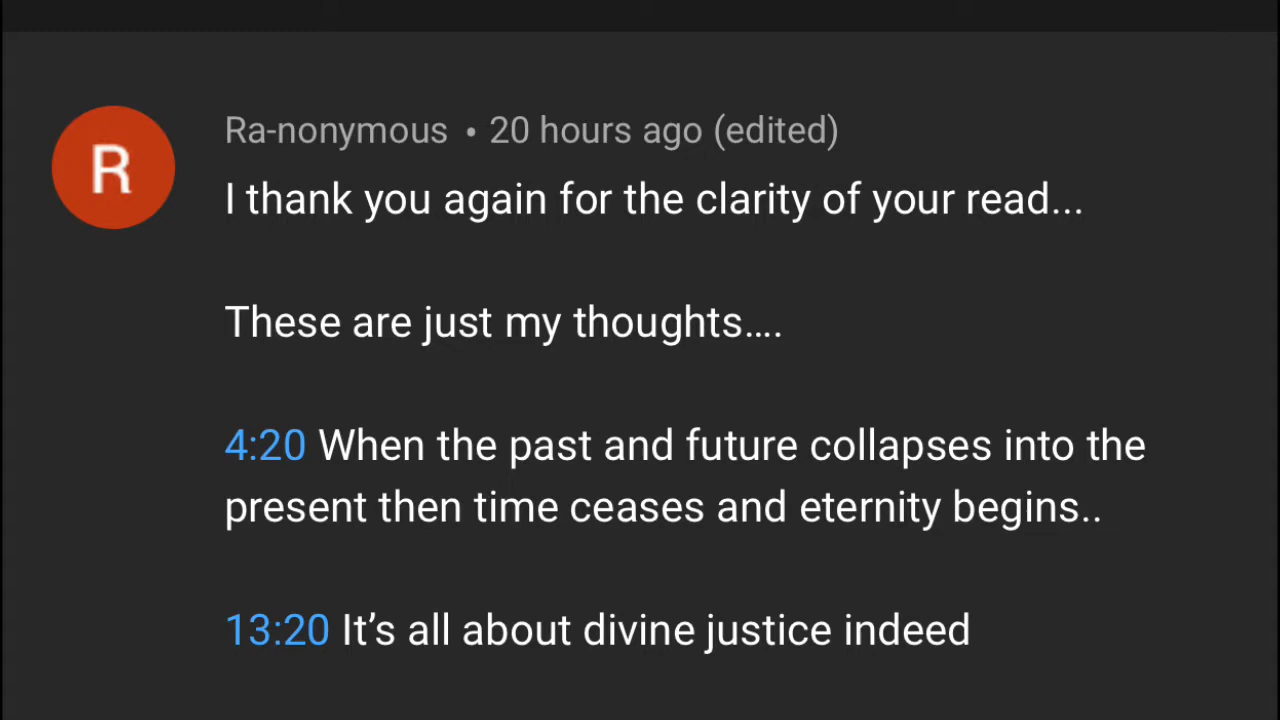 R
Ra-nonymous • 20 hours ago (edited)
I thank you again for the clarity of your read...
These are just my thoughts....
4:20 When the past and future collapses into the
present then time ceases and eternity begins..
13:20 It’s all about divine justice indeed